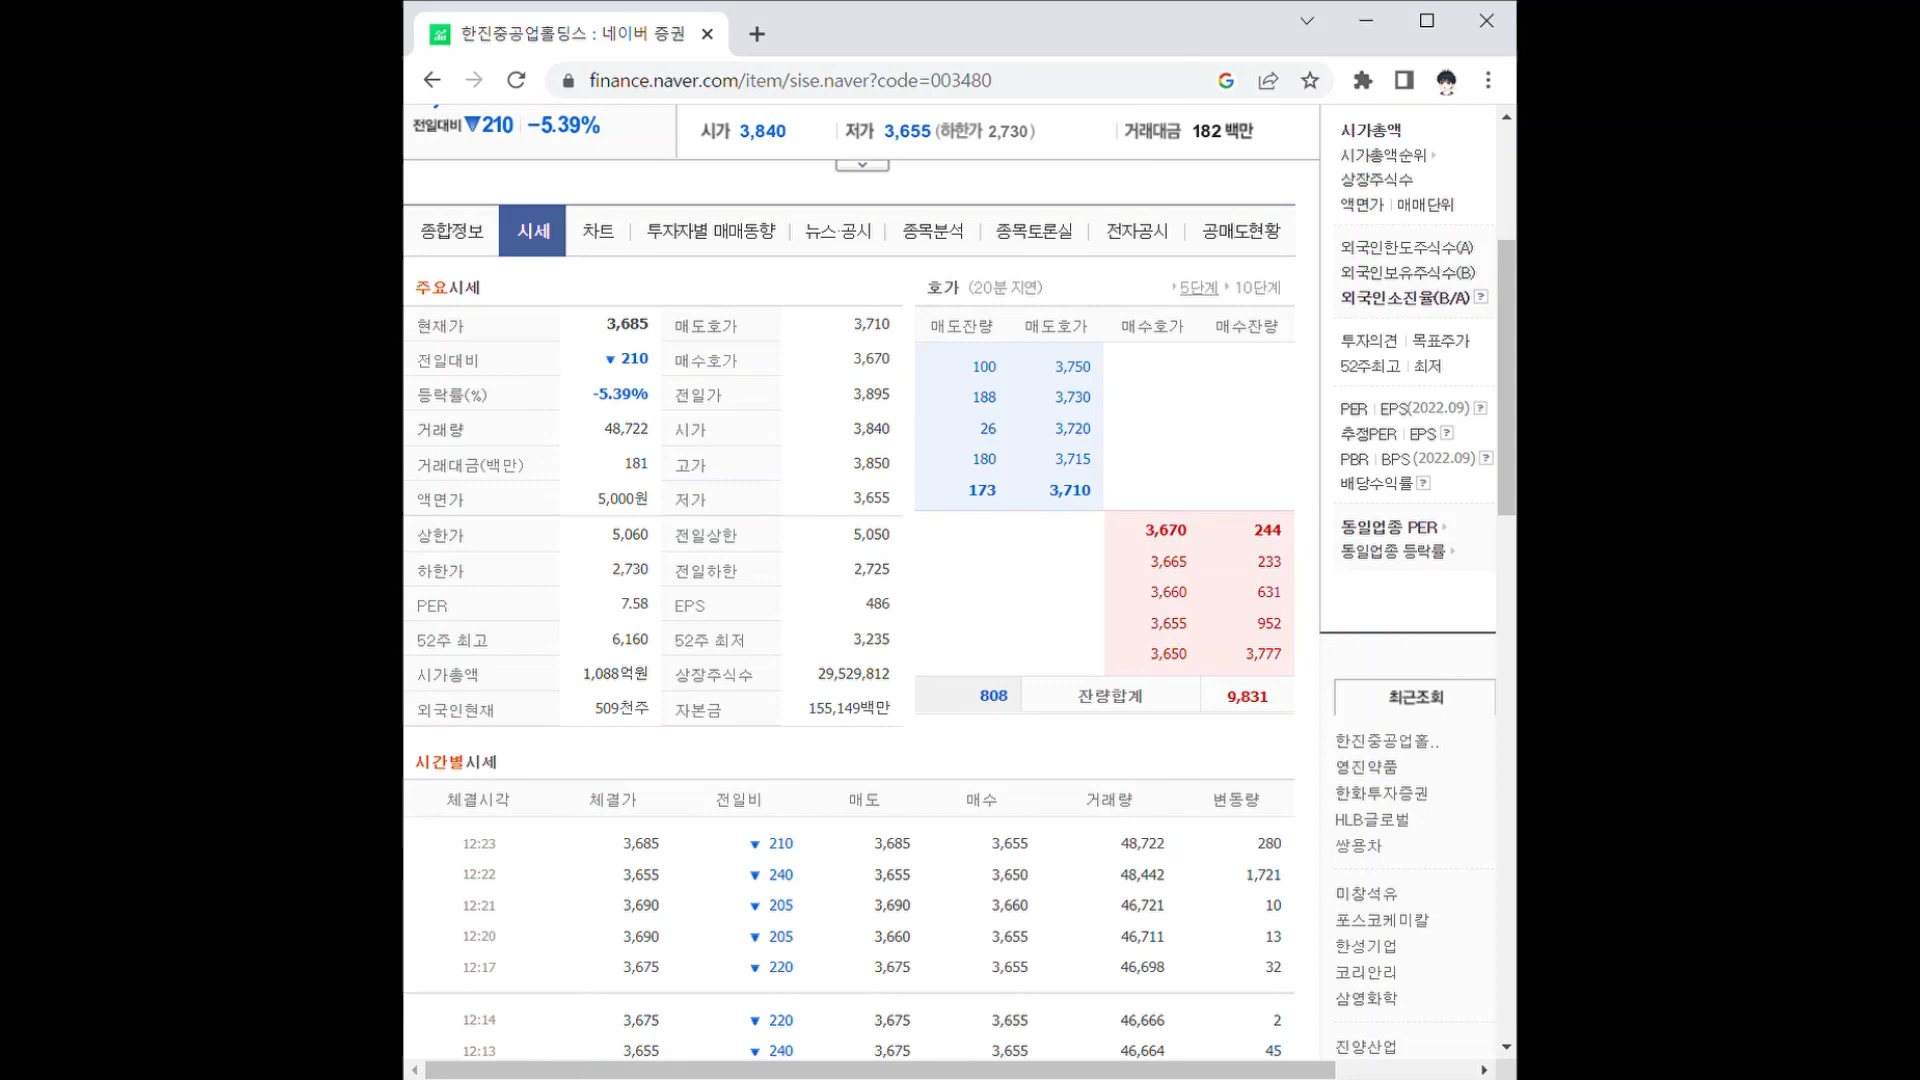 한진중공업홀딩스 : 네이버 증권
finance.naver.com/item/sise.naver?code=003480
전일대비 ▼210 -5.39%
시가 3,840 저가 3,655 (하한가 2,730) 거래대금 182 백만
종합정보 시세 차트 투자자별 매매동향 뉴스·공시 종목분석 종목토론실 전자공시 공매도현황
주요시세
현재가 3,685 매도호가 3,710
전일대비 ▼ 210 매수호가 3,670
등락률(%) -5.39% 전일가 3,895
거래량 48,722 시가 3,840
거래대금(백만) 181 고가 3,850
액면가 5,000원 저가 3,655
상한가 5,060 전일상한 5,050
하한가 2,730 전일하한 2,725
PER 7.58 EPS 486
52주 최고 6,160 52주 최저 3,235
시가총액 1,088억원 상장주식수 29,529,812
외국인현재 509천주 자본금 155,149백만
호가 (20분 지연) 5단계 10단계
매도잔량 매도호가 매수호가 매수잔량
100 3,750
188 3,730
26 3,720
180 3,715
173 3,710
3,670 244
3,665 233
3,660 631
3,655 952
3,650 3,777
808 잔량합계 9,831
시간별시세
체결시각 체결가 전일비 매도 매수 거래량 변동량
12:23 3,685 ▼ 210 3,685 3,655 48,722 280
12:22 3,655 ▼ 240 3,655 3,650 48,442 1,721
12:21 3,690 ▼ 205 3,690 3,660 46,721 10
12:20 3,690 ▼ 205 3,660 3,655 46,711 13
12:17 3,675 ▼ 220 3,675 3,655 46,698 32
12:14 3,675 ▼ 220 3,675 3,655 46,666 2
12:13 3,655 ▼ 240 3,675 3,655 46,664 45
시가총액
시가총액순위
상장주식수
액면가 매매단위
외국인한도주식수(A)
외국인보유주식수(B)
외국인소진율(B/A) ?
투자의견 목표주가
52주최고 최저
PER EPS(2022.09) ?
추정PER EPS ?
PBR BPS (2022.09) ?
배당수익률 ?
동일업종 PER
동일업종 등락률
최근조회
한진중공업홀..
영진약품
한화투자증권
HLB글로벌
쌍용차
미창석유
포스코케미칼
한성기업
코리안리
삼영화학
진양산업